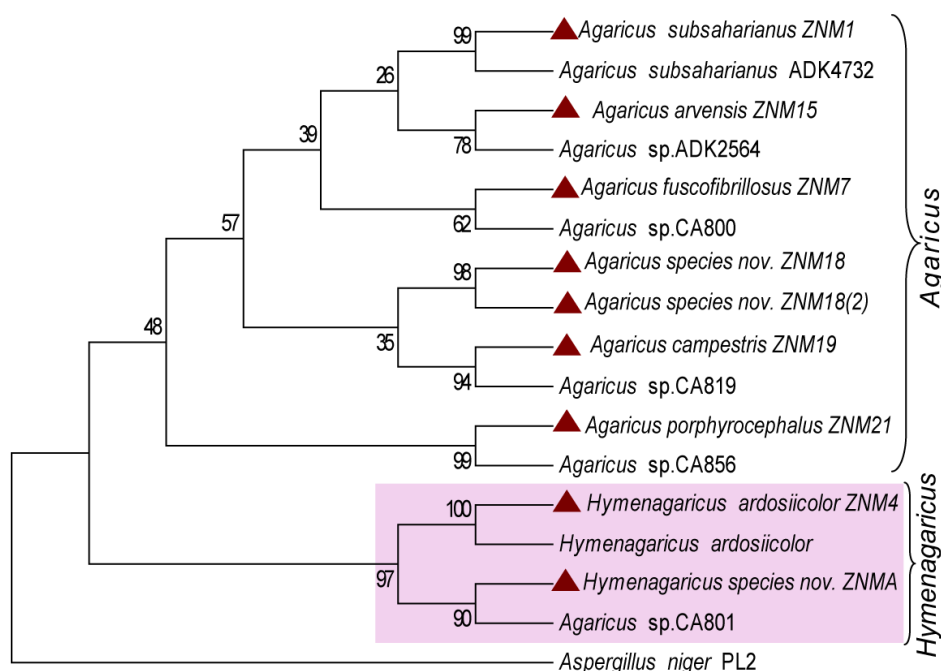 99
Agaricus subsaharianus ZNM1
26
Agaricus subsaharianus ADK4732
Agaricus arvensis ZNM15
39
78
Agaricus sp.ADK2564
Agaricus fuscofibrillosus ZNM7
57
62
Agaricus sp.CA800
98
Agaricus species nov. ZNM18
Agaricus species nov. ZNM18(2)
48
35
Agaricus campestris ZNM19
94
Agaricus sp.CA819
Agaricus porphyrocephalus ZNM21
99
Agaricus sp.CA856
Agaricus
100
Hymenagaricus ardosiicolor ZNM4
Hymenagaricus ardosiicolor
97
Hymenagaricus species nov. ZNMA
90
Agaricus sp.CA801
Hymenagaricus
Aspergillus niger PL2